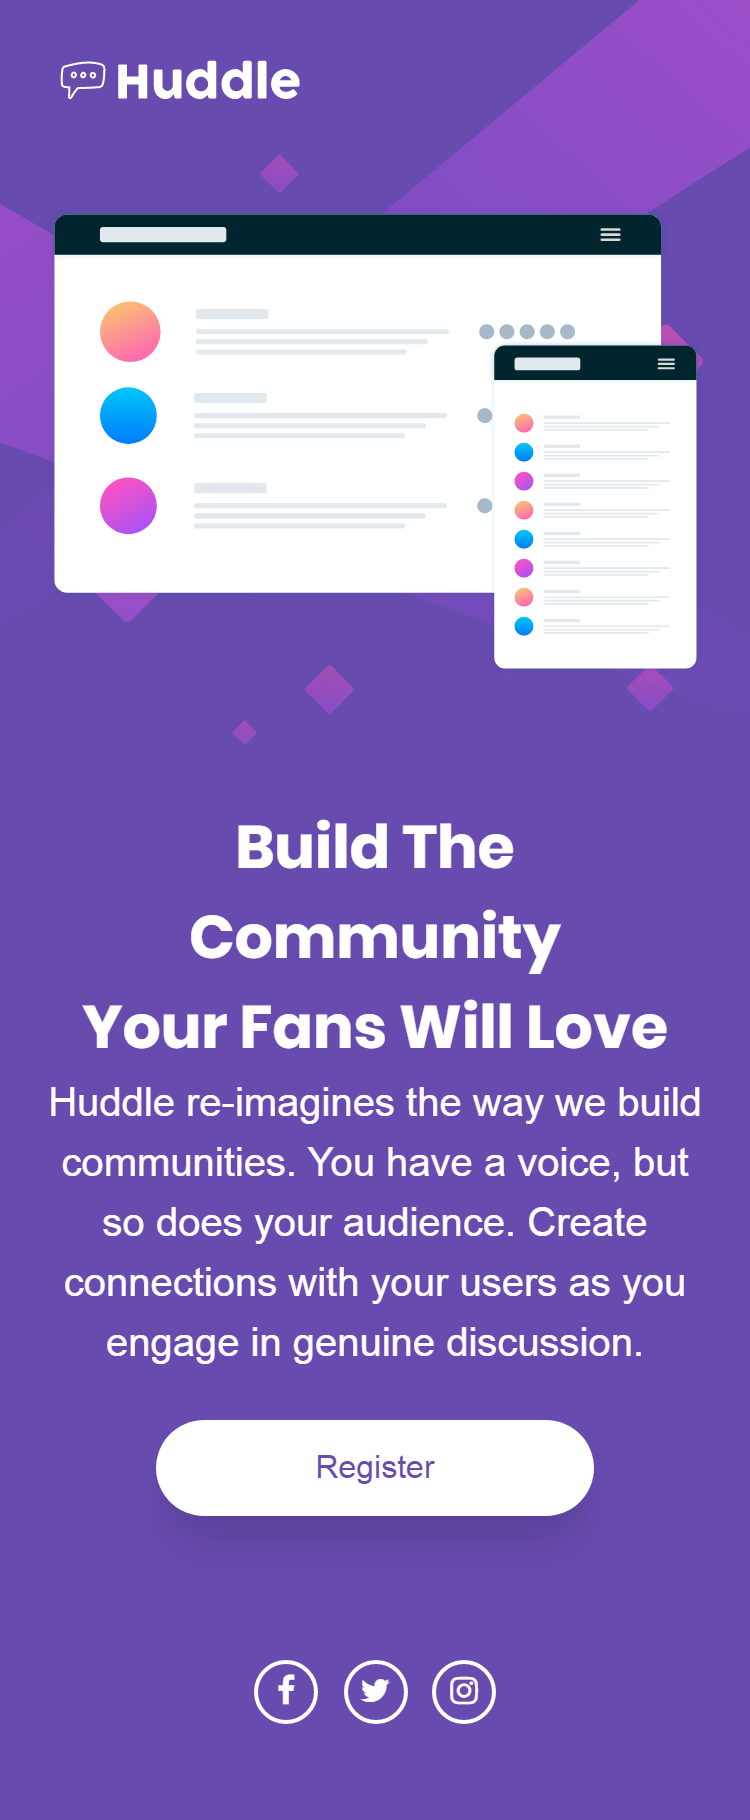 Huddle
Build The
Community
Your Fans Will Love
Huddle re-imagines the way we build
communities. You have a voice, but
so does your audience. Create
connections with your users as you
engage in genuine discussion.
Register